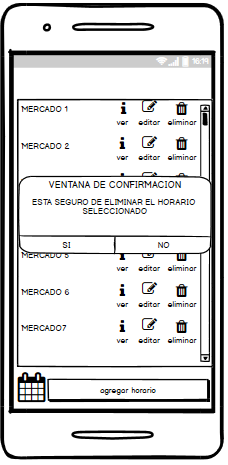 16:19
MERCADO 1
ver editar eliminar
MERCADO 2
ver editar eliminar
VENTANA DE CONFIRMACION
ESTA SEGURO DE ELIMINAR EL HORARIO
SELECCIONADO
SI NO
MERCADO 5
ver editar eliminar
MERCADO 6
ver editar eliminar
MERCADO7
ver editar eliminar
agregar horario